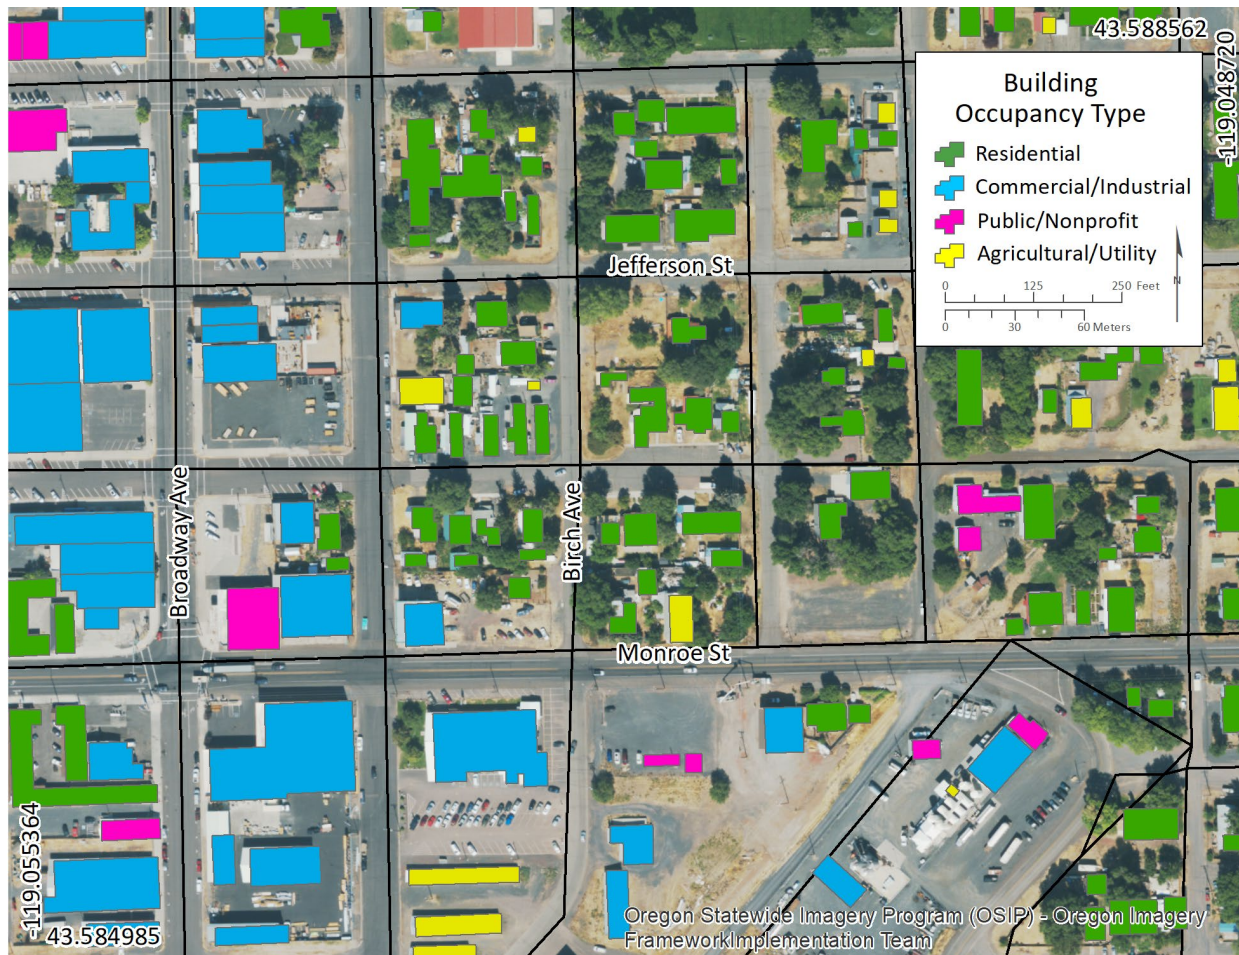 43.588562
-119.048720
Building
Occupancy Type
Residential
Commercial/Industrial
Public/Nonprofit
Agricultural/Utility
0 125 250 Feet
N
0 30 60 Meters
Jefferson St
Broadway Ave
Birch Ave
Monroe St
-119.055364
43.584985
Oregon Statewide Imagery Program (OSIP) - Oregon Imagery
FrameworkImplementation Team